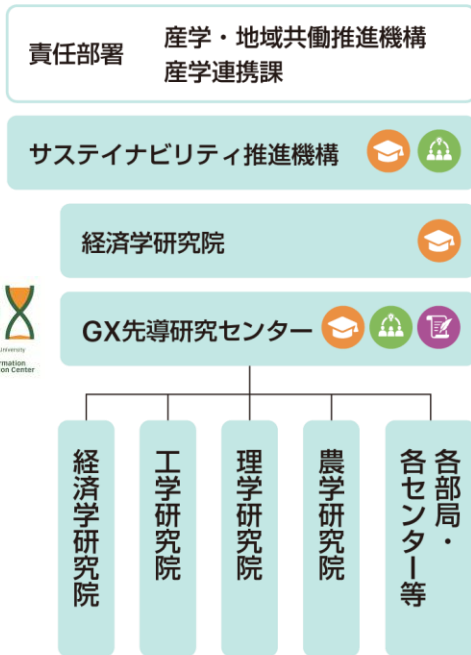 責任部署
産学・地域共働推進機構
産学連携課
サステイナビリティ推進機構
経済学研究院
GX先導研究センター
University
rmation
on Center
経済学研究院
工学研究院
理学研究院
農学研究院
各部局・
各センター等